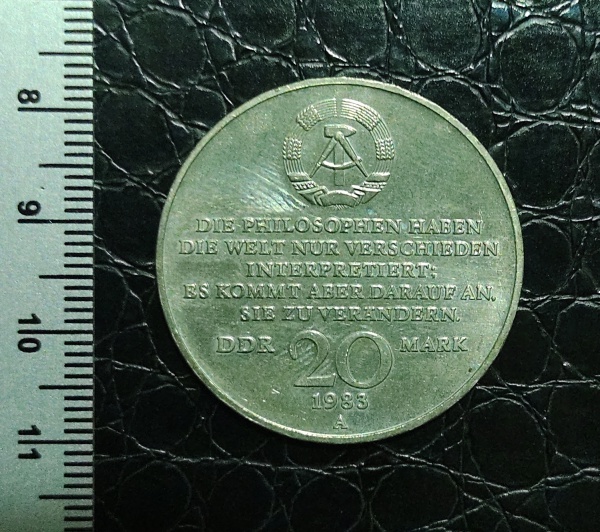 8
9
10
11
DIE PHILOSOPHEN HABEN
DIE WELT NUR VERSCHIEDEN
INTERPRETIERT;
ES KOMMT ABER DARAUF AN,
SIE ZU VERÄNDERN.
DDR 20 MARK
1983
A